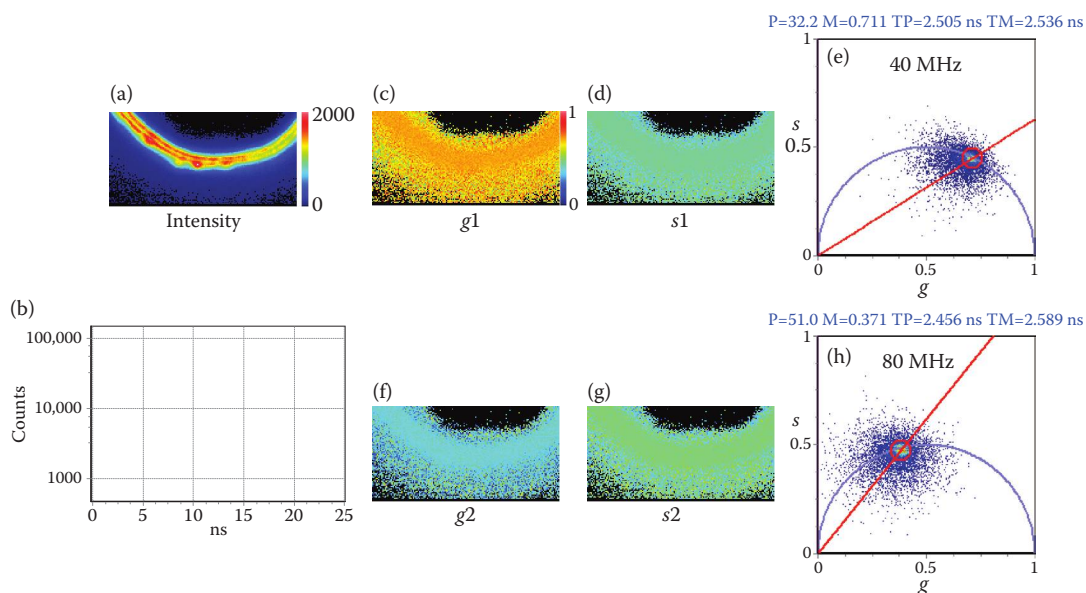 P=32.2 M=0.711 TP=2.505 ns TM=2.536 ns
(a)
2000
0
Intensity
(c)
1
0
g1
(d)
s1
(e)
40 MHz
1
s
0.5
0
0
0.5
1
g
(b)
100,000
10,000
1000
Counts
0
5
10
15
20
25
ns
(f)
g2
(g)
s2
P=51.0 M=0.371 TP=2.456 ns TM=2.589 ns
(h)
80 MHz
1
s
0.5
0
0
0.5
1
g